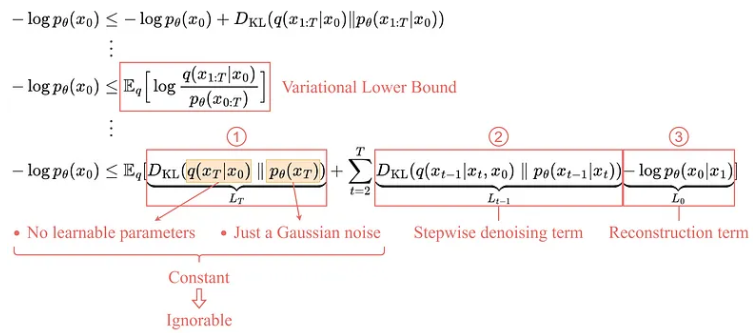 − log pθ(x0) ≤ − log pθ(x0) + DKL(q(x1:T|x0)‖pθ(x1:T|x0))
⋮
− log pθ(x0) ≤ 𝔼q[log q(x1:T|x0) / pθ(x0:T)] Variational Lower Bound
⋮
① ② ③
− log pθ(x0) ≤ 𝔼q[DKL(q(xT|x0) ‖ pθ(xT)) + ∑t=2T DKL(q(xt−1|xt, x0) ‖ pθ(xt−1|xt)) − log pθ(x0|x1)]
LT Lt−1 L0
• No learnable parameters • Just a Gaussian noise Stepwise denoising term Reconstruction term
Constant
Ignorable